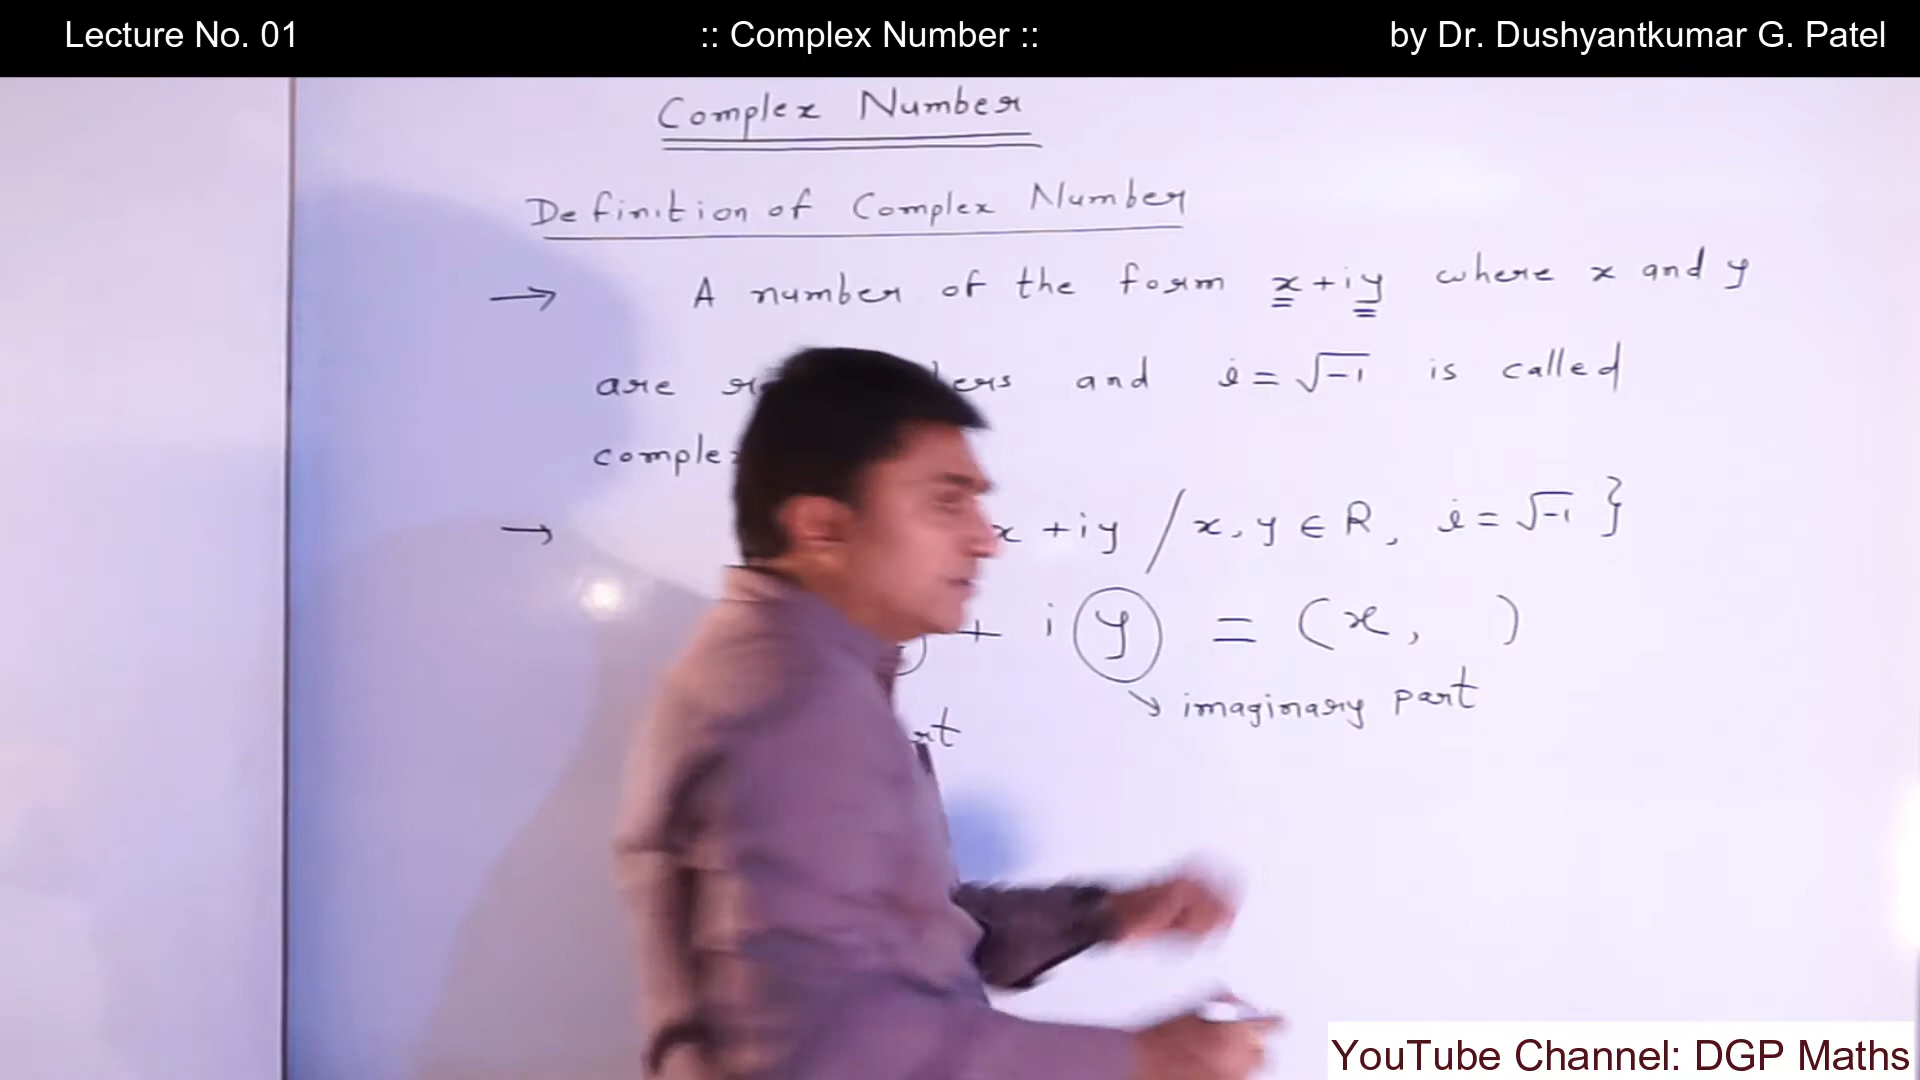 Lecture No. 01 :: Complex Number :: by Dr. Dushyantkumar G. Patel
Complex Number
Definition of Complex Number
→ A number of the form x+iy where x and y
are and i = √-1 is called
→ x + iy / x, y ∈ R, i = √-1 }
+ i y = (x, )
↘ imaginary part
YouTube Channel: DGP Maths